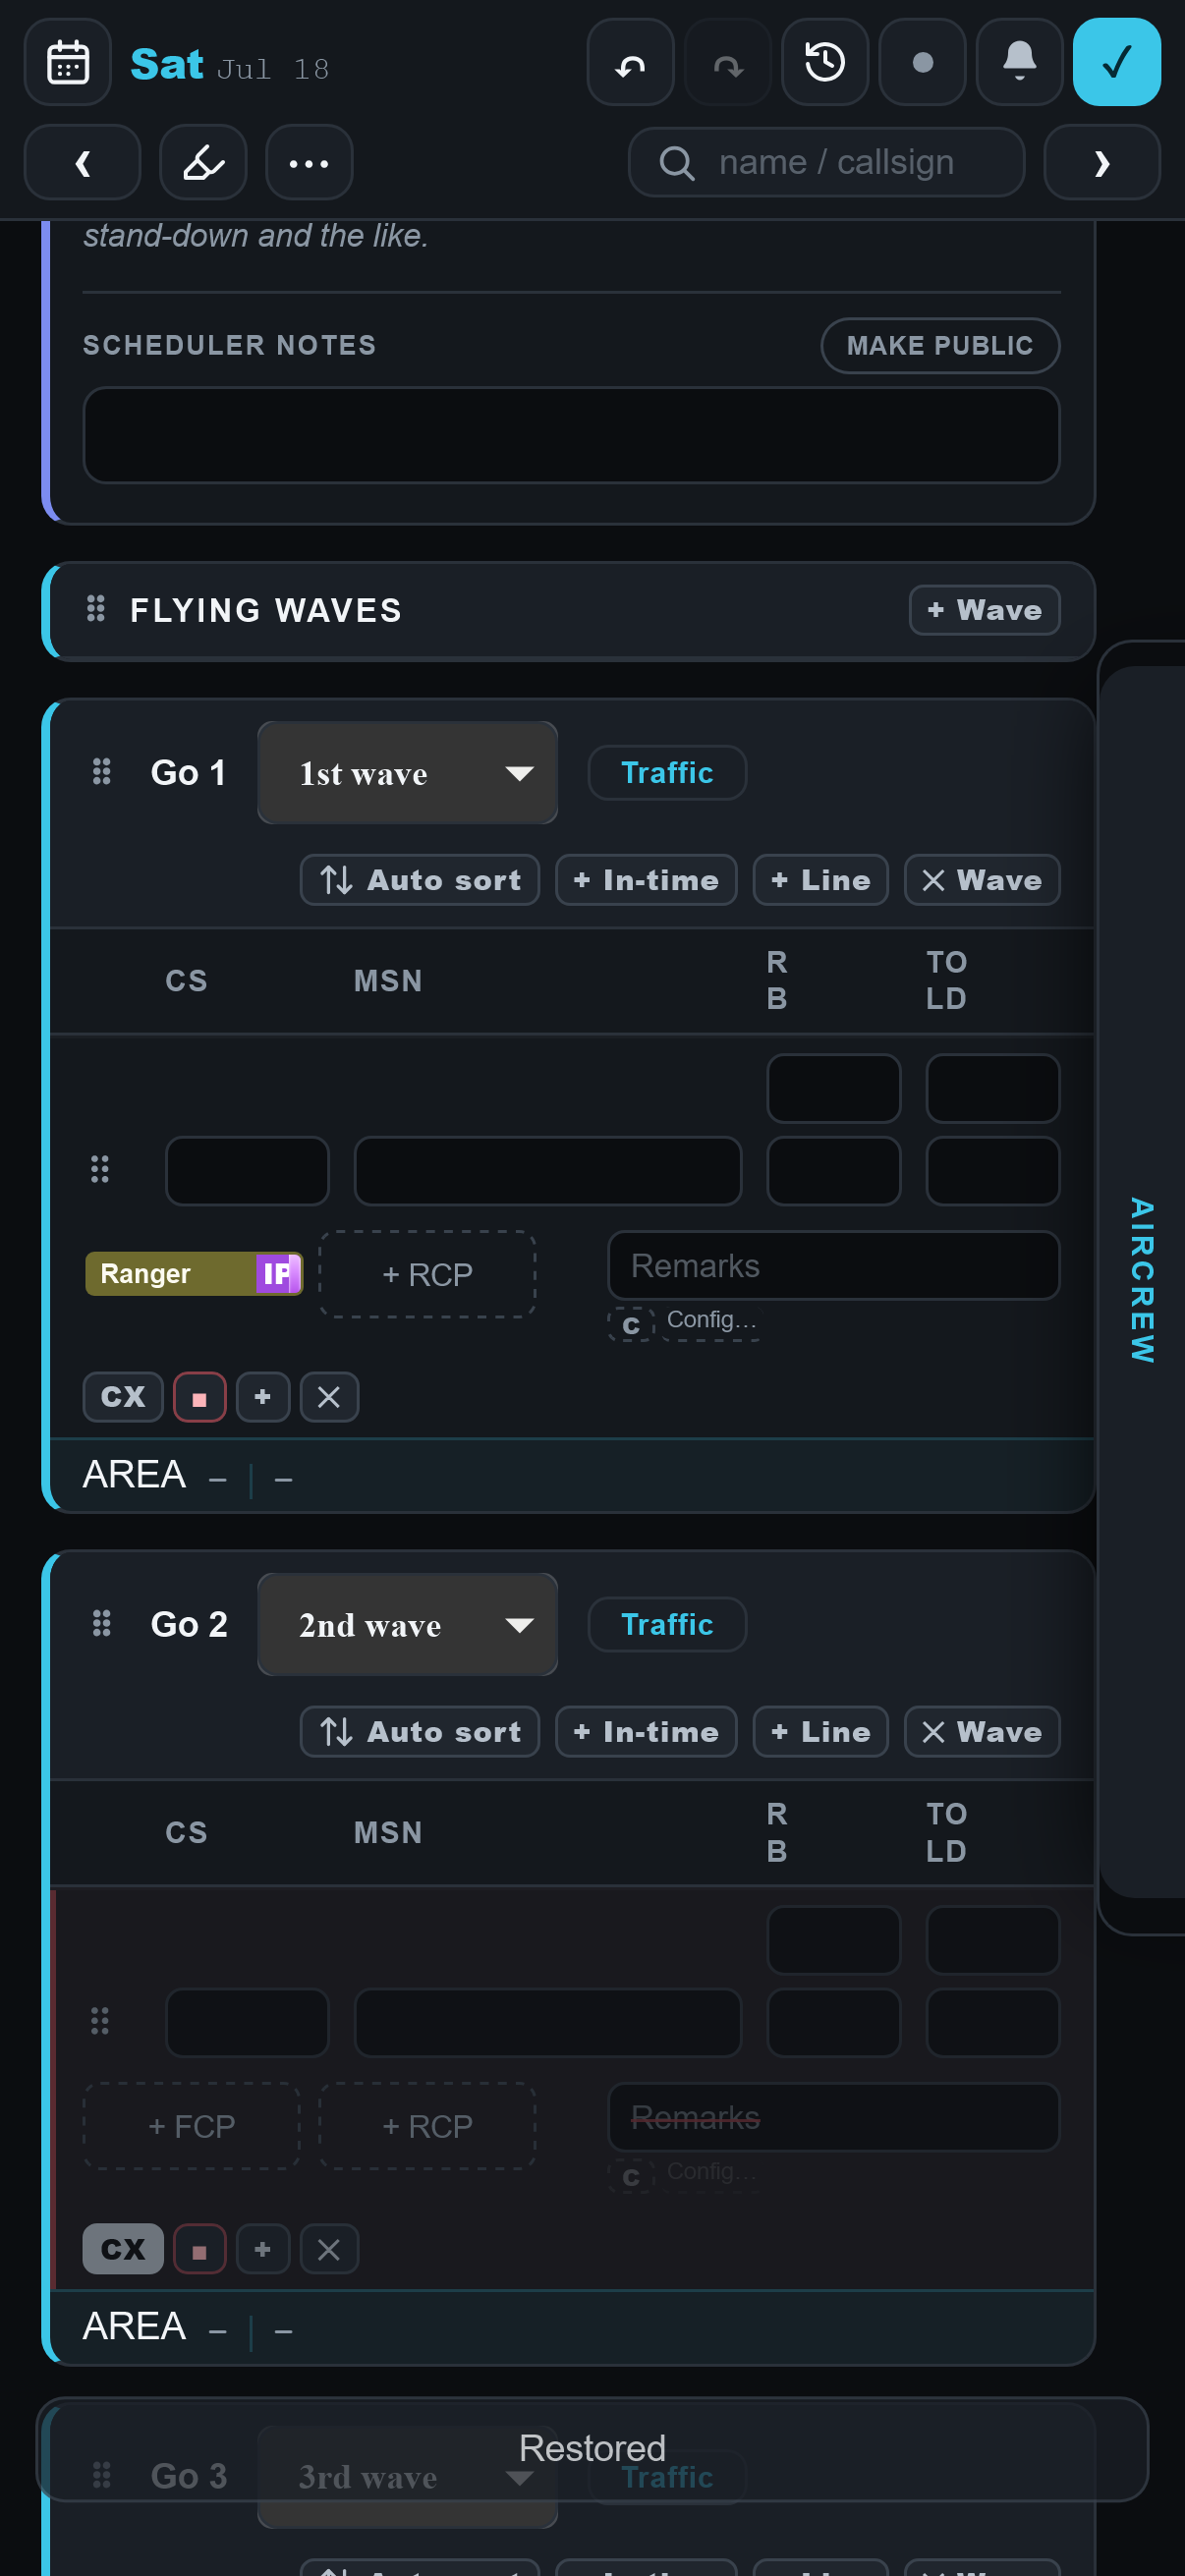 Sat Jul 18
name / callsign
stand-down and the like.
SCHEDULER NOTES MAKE PUBLIC
FLYING WAVES + Wave
Go 1 1st wave Traffic
Auto sort + In-time + Line × Wave
CS MSN R B TO LD
Ranger IP + RCP Remarks
C Config...
CX + ×
AREA – | –
AIRCREW
Go 2 2nd wave Traffic
Auto sort + In-time + Line × Wave
CS MSN R B TO LD
+ FCP + RCP Remarks
C Config...
CX + ×
AREA – | –
Restored
Go 3 3rd wave Traffic